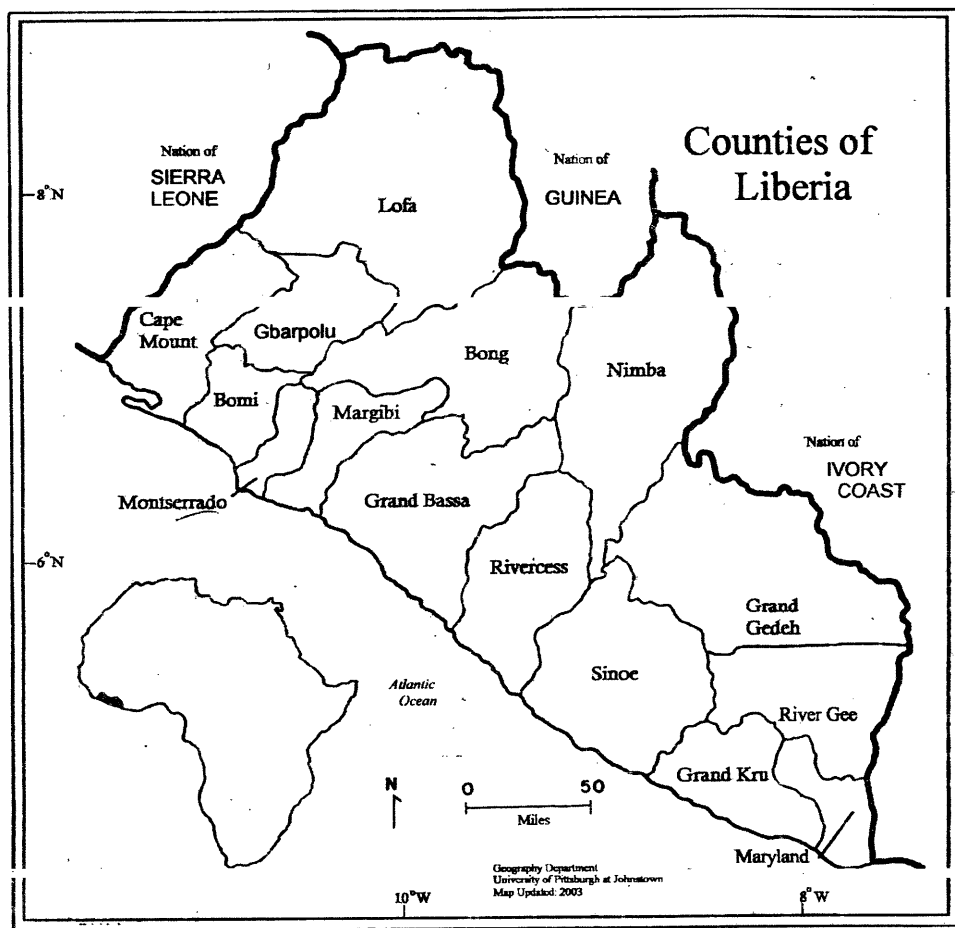 Counties of
Liberia
Nation of
SIERRA
LEONE
Nation of
GUINEA
8°N
Lofa
Cape
Mount
Gbarpolu
Bong
Nimba
Bomi
Margibi
Nation of
IVORY
COAST
Montserrado
Grand Bassa
6°N
Rivercess
Grand
Gedeh
Sinoe
Atlantic
Ocean
River Gee
Grand Kru
N
0 50
Miles
Maryland
Geography Department
University of Pittsburgh at Johnstown
Map Updated: 2003
10°W
8°W